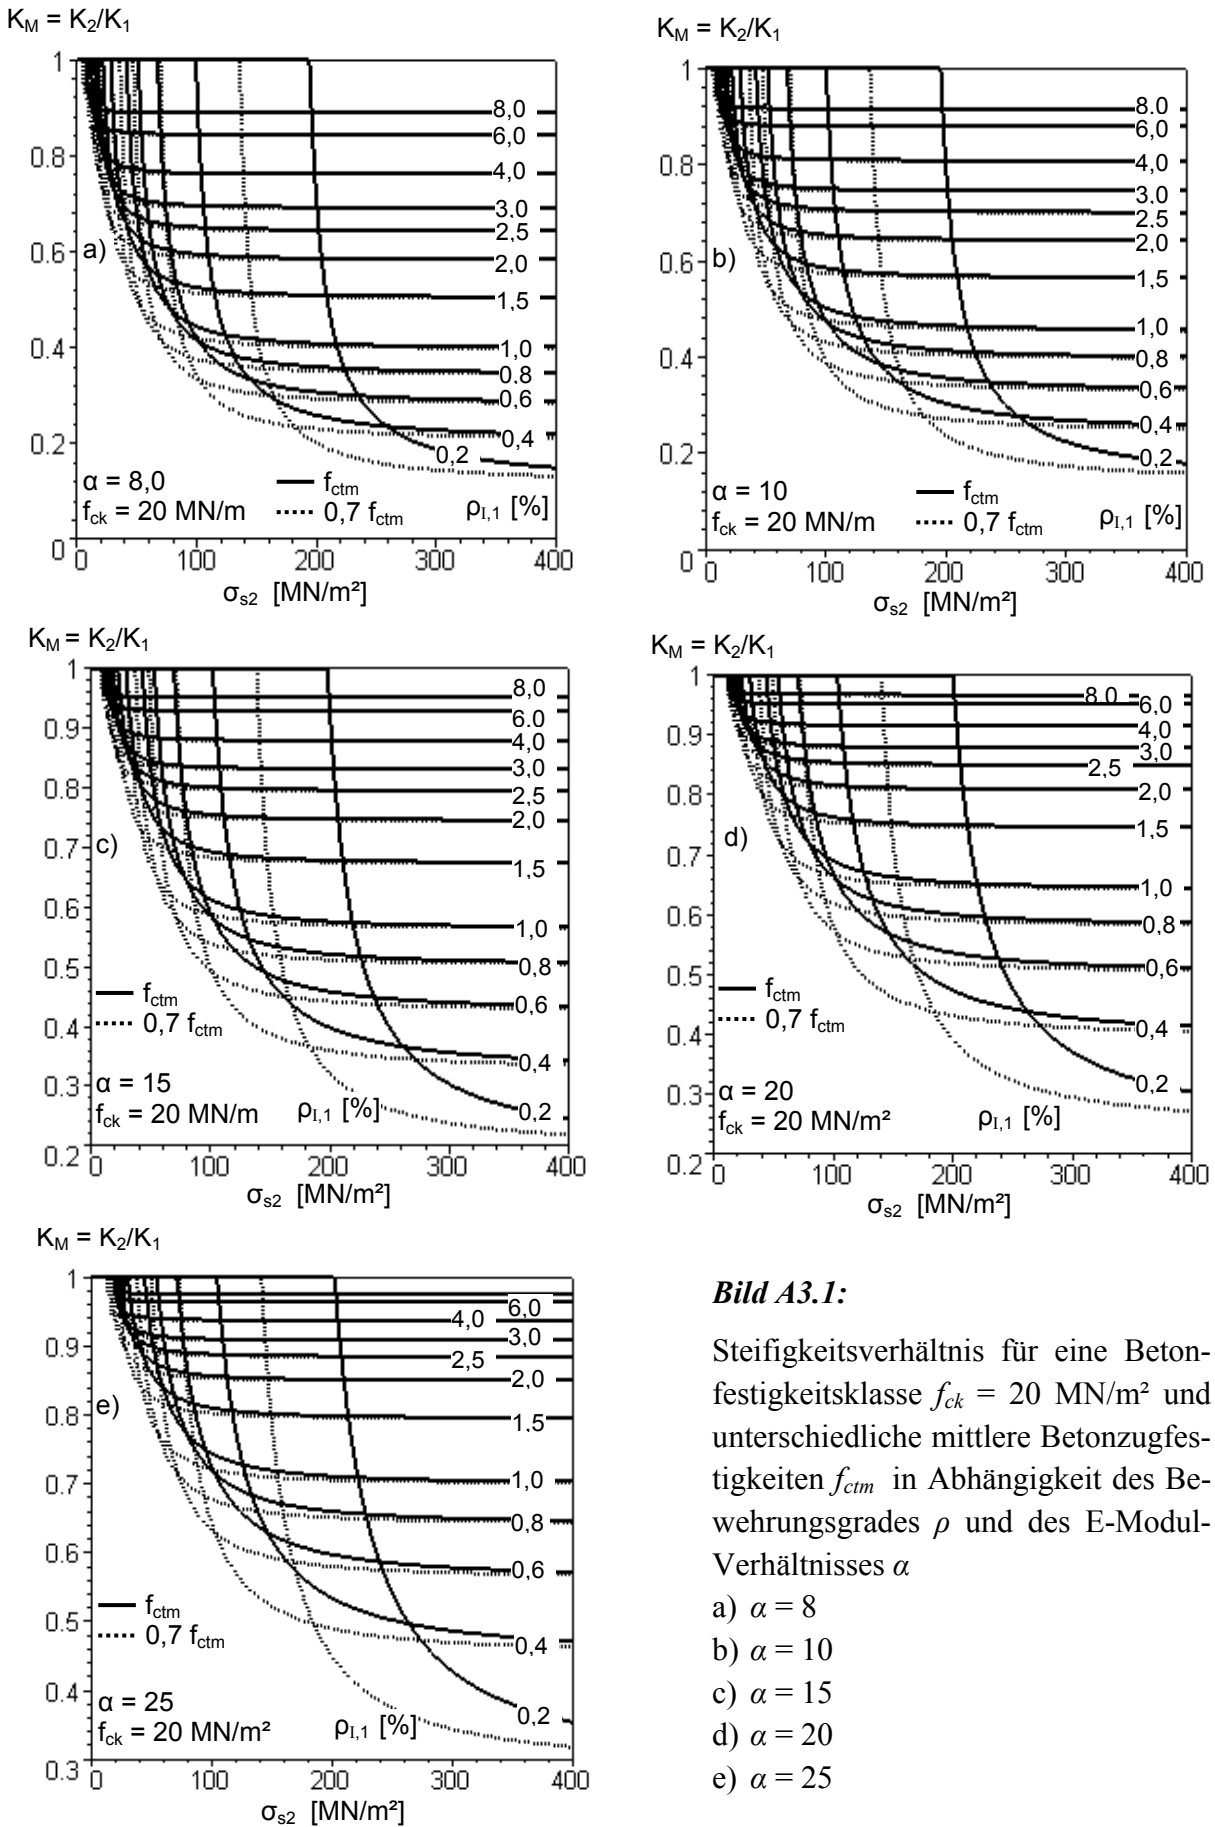 K_M = K_2/K_1
1
0.8
0.6
0.4
0.2
0
0
100
200
300
400
8,0
6,0
4,0
3.0
2,5
2,0
1,5
1,0
0.8
0,6
0,4
0,2
a)
α = 8,0
f_ck = 20 MN/m
f_ctm
0,7 f_ctm
ρ_I,1 [%]
σ_s2 [MN/m²]
K_M = K_2/K_1
1
0.8
0.6
0.4
0.2
0
0
100
200
300
400
8.0
6,0
4,0
3.0
2.5
2,0
1.5
1,0
0.8
0,6
0,4
0,2
b)
α = 10
f_ck = 20 MN/m
f_ctm
0,7 f_ctm
ρ_I,1 [%]
σ_s2 [MN/m²]
K_M = K_2/K_1
1
0.9
0.8
0.7
0.6
0.5
0.4
0.3
0.2
0
100
200
300
400
8,0
6.0
4,0
3,0
2,5
2,0
1,5
1,0
0,8
0,6
0,4
0,2
c)
f_ctm
0,7 f_ctm
α = 15
f_ck = 20 MN/m
ρ_I,1 [%]
σ_s2 [MN/m²]
K_M = K_2/K_1
1
0.9
0.8
0.7
0.6
0.5
0.4
0.3
0.2
0
100
200
300
400
8,0
6,0
4,0
3,0
2,5
2,0
1,5
1,0
0,8
0,6
0,4
0,2
d)
f_ctm
0,7 f_ctm
α = 20
f_ck = 20 MN/m²
ρ_I,1 [%]
σ_s2 [MN/m²]
K_M = K_2/K_1
1
0.9
0.8
0.7
0.6
0.5
0.4
0.3
0
100
200
300
400
6,0
4,0
3,0
2,5
2,0
1,5
1,0
0,8
0,6
0,4
0,2
e)
f_ctm
0,7 f_ctm
α = 25
f_ck = 20 MN/m²
ρ_I,1 [%]
σ_s2 [MN/m²]
Bild A3.1:
Steifigkeitsverhältnis für eine Beton-
festigkeitsklasse f_ck = 20 MN/m² und
unterschiedliche mittlere Betonzugfes-
tigkeiten f_ctm in Abhängigkeit des Be-
wehrungsgrades ρ und des E-Modul-
Verhältnisses α
a) α = 8
b) α = 10
c) α = 15
d) α = 20
e) α = 25